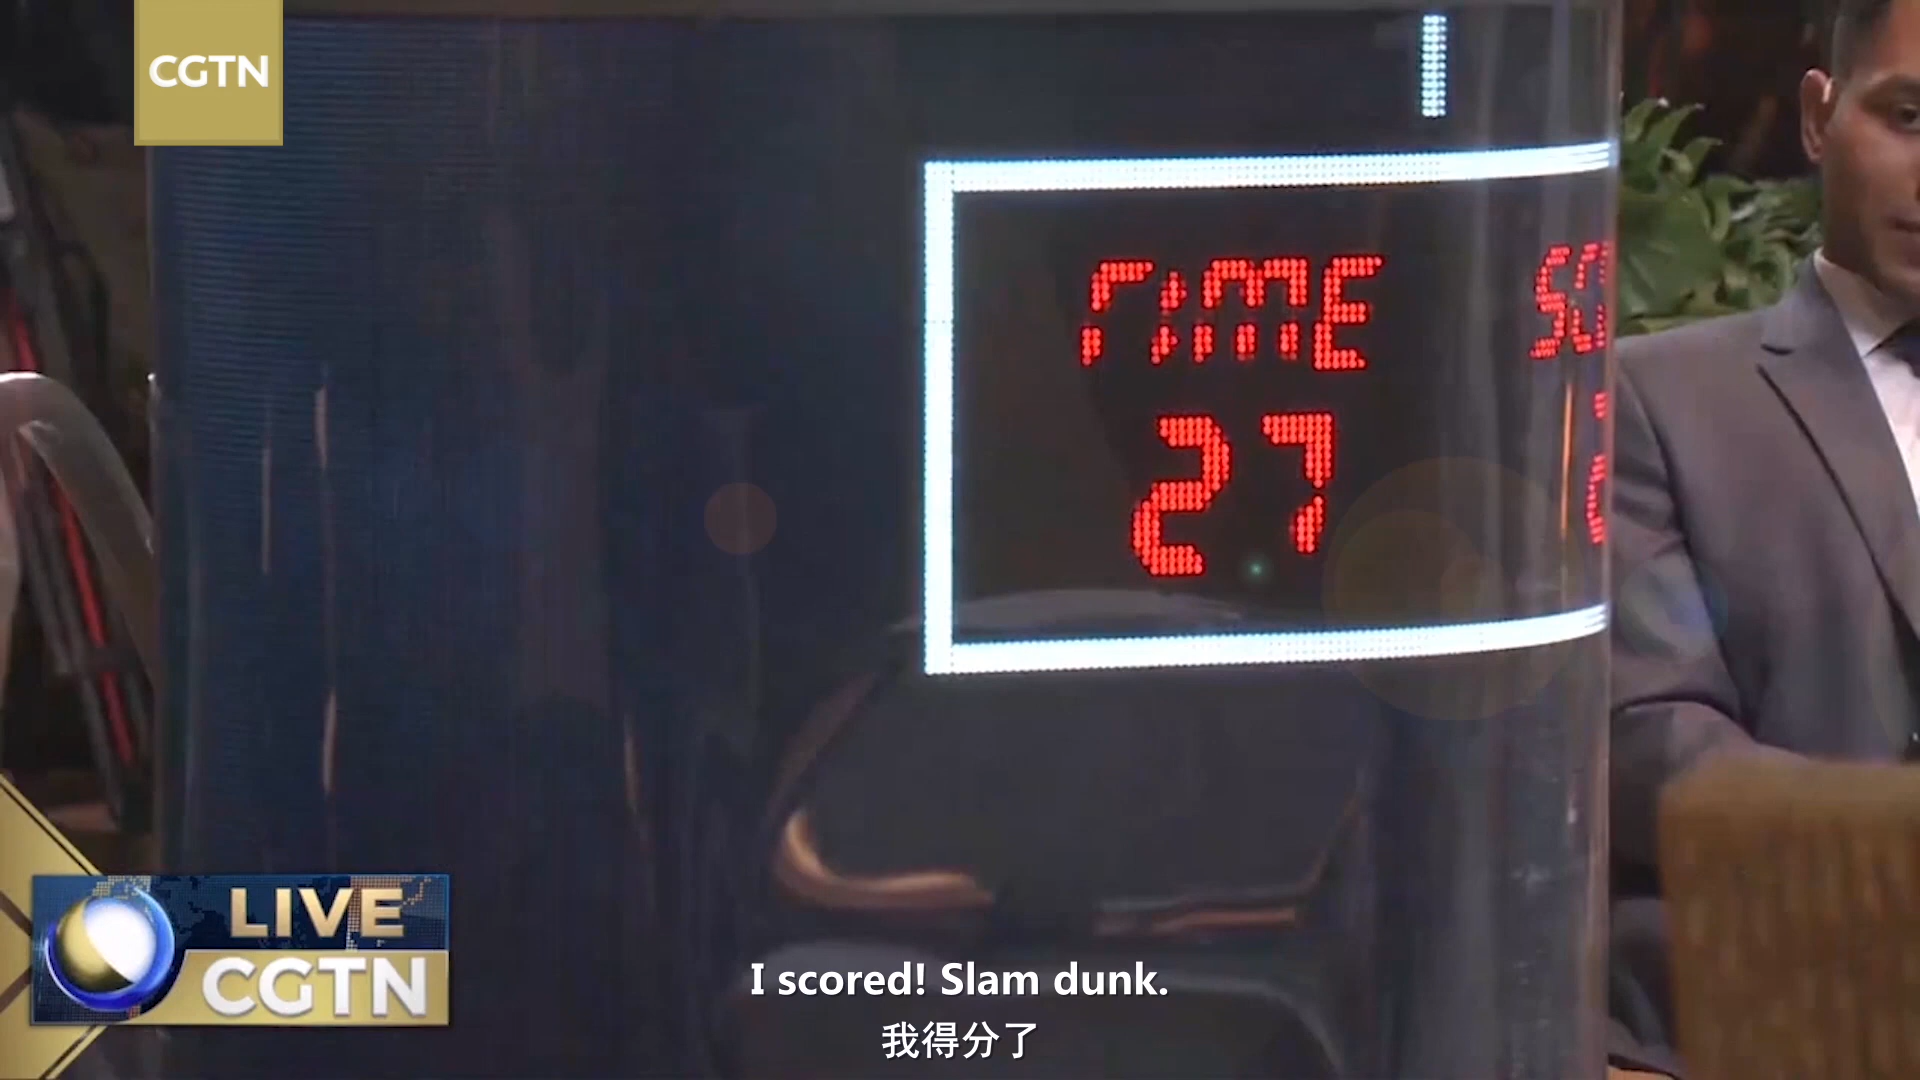 CGTN
TIME
27
LIVE
CGTN
I scored! Slam dunk.
我得分了